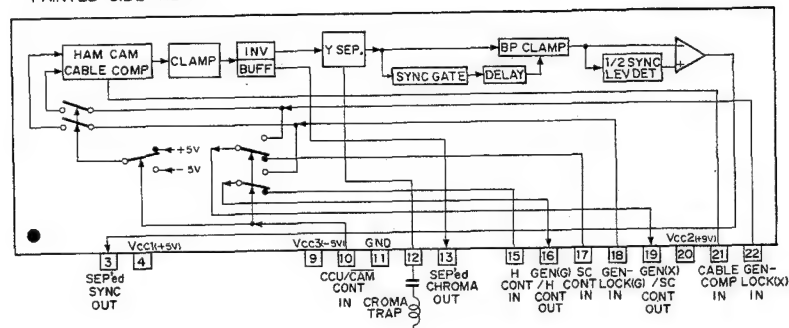 HAM CAM
CABLE COMP
CLAMP
INV
BUFF
Y SEP.
BP CLAMP
SYNC GATE
DELAY
1/2 SYNC
LEV DET
+5V
-5V
Vcc1(+5V)
Vcc3(-5V)
GND
Vcc2(+9V)
3
4
9
10
11
12
13
15
16
17
18
19
20
21
22
SEP'ed
SYNC
OUT
CCU/CAM
CONT
IN
CROMA
TRAP
SEP'ed
CHROMA
OUT
H
CONT
IN
GEN(G)
/H
CONT
OUT
SC
CONT
IN
GEN-
LOCK(G)
IN
GEN(X)
/SC
CONT
OUT
CABLE
COMP
IN
GEN-
LOCK(X)
IN